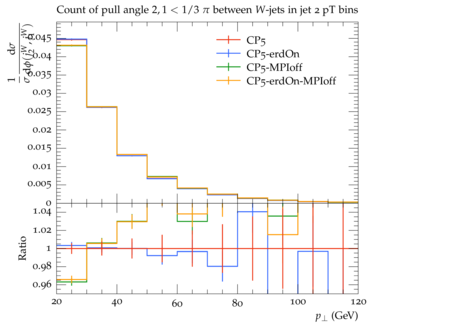 Count of pull angle 2, 1 < 1/3 π between W-jets in jet 2 pT bins
CP5
CP5-erdOn
CP5-MPIoff
CP5-erdOn-MPIoff
0.045
0.04
0.035
0.03
0.025
0.02
0.015
0.01
0.005
0
1.04
1.02
1
0.98
0.96
Ratio
20 40 60 80 100 120
p⊥ (GeV)